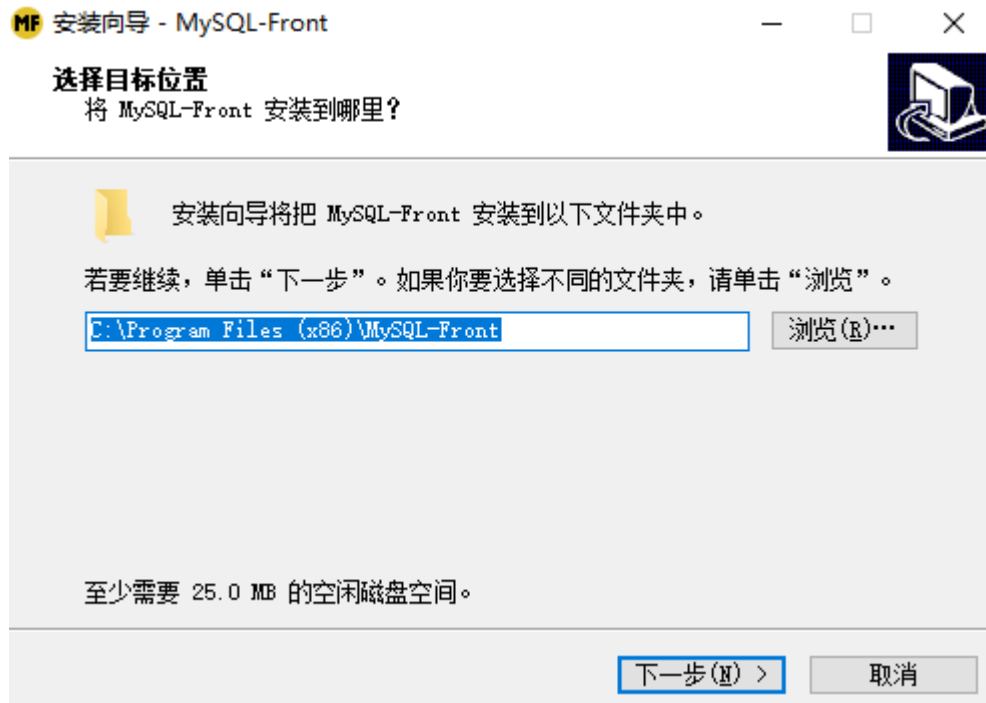 MF 安装向导 - MySQL-Front
选择目标位置
将 MySQL-Front 安装到哪里?
安装向导将把 MySQL-Front 安装到以下文件夹中。
若要继续，单击“下一步”。如果你要选择不同的文件夹，请单击“浏览”。
C:\Program Files (x86)\MySQL-Front
浏览(R)...
至少需要 25.0 MB 的空闲磁盘空间。
下一步(N) >
取消